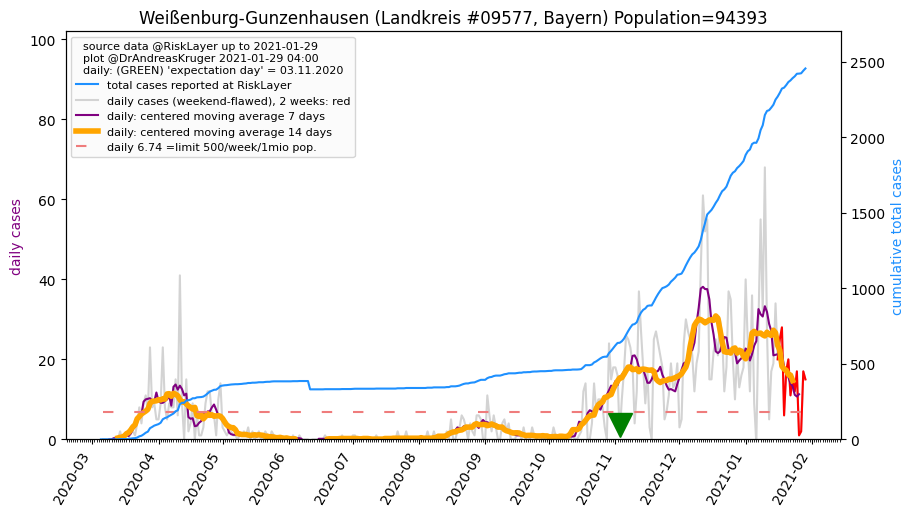 Weißenburg-Gunzenhausen (Landkreis #09577, Bayern) Population=94393
source data @RiskLayer up to 2021-01-29
plot @DrAndreasKruger 2021-01-29 04:00
daily: (GREEN) 'expectation day' = 03.11.2020
total cases reported at RiskLayer
daily cases (weekend-flawed), 2 weeks: red
daily: centered moving average 7 days
daily: centered moving average 14 days
daily 6.74 =limit 500/week/1mio pop.
daily cases
100
80
60
40
20
0
cumulative total cases
2500
2000
1500
1000
500
0
2020-03
2020-04
2020-05
2020-06
2020-07
2020-08
2020-09
2020-10
2020-11
2020-12
2021-01
2021-02